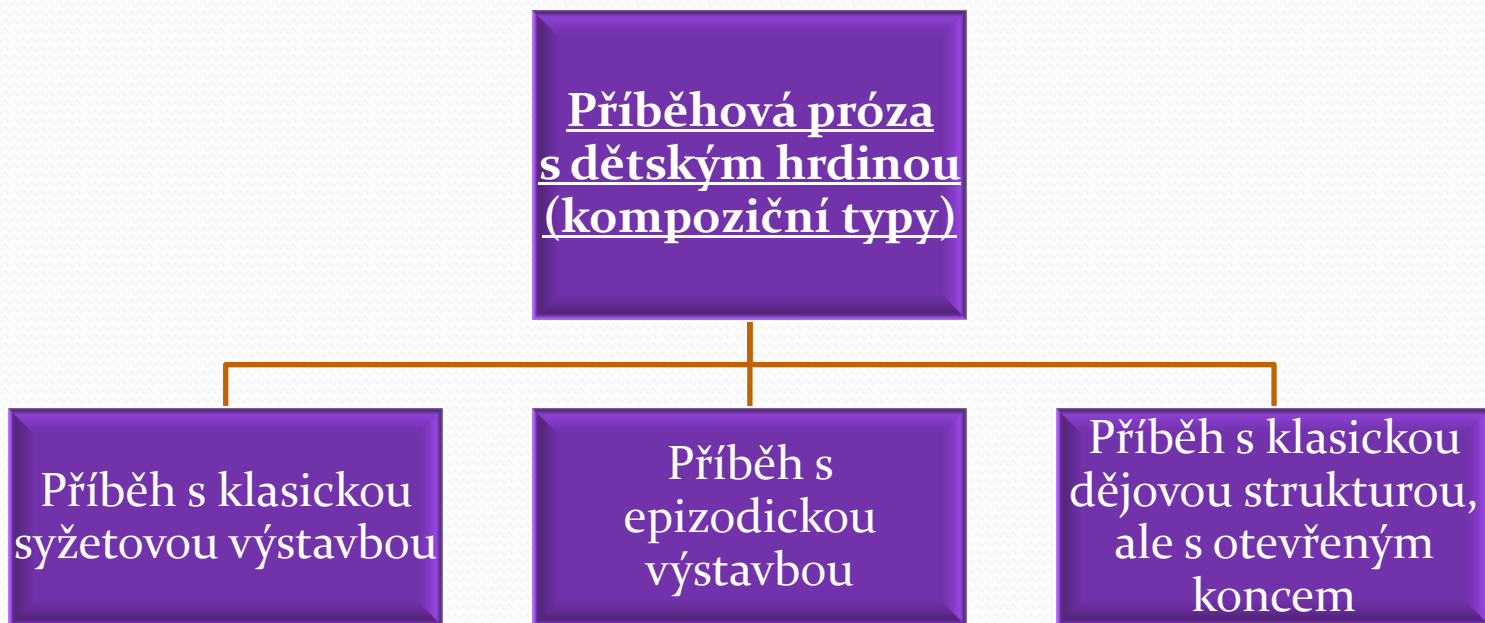 Příběhová próza
s dětským hrdinou
(kompoziční typy)
Příběh s klasickou
syžetovou výstavbou
Příběh s
epizodickou
výstavbou
Příběh s klasickou
dějovou strukturou,
ale s otevřeným
koncem